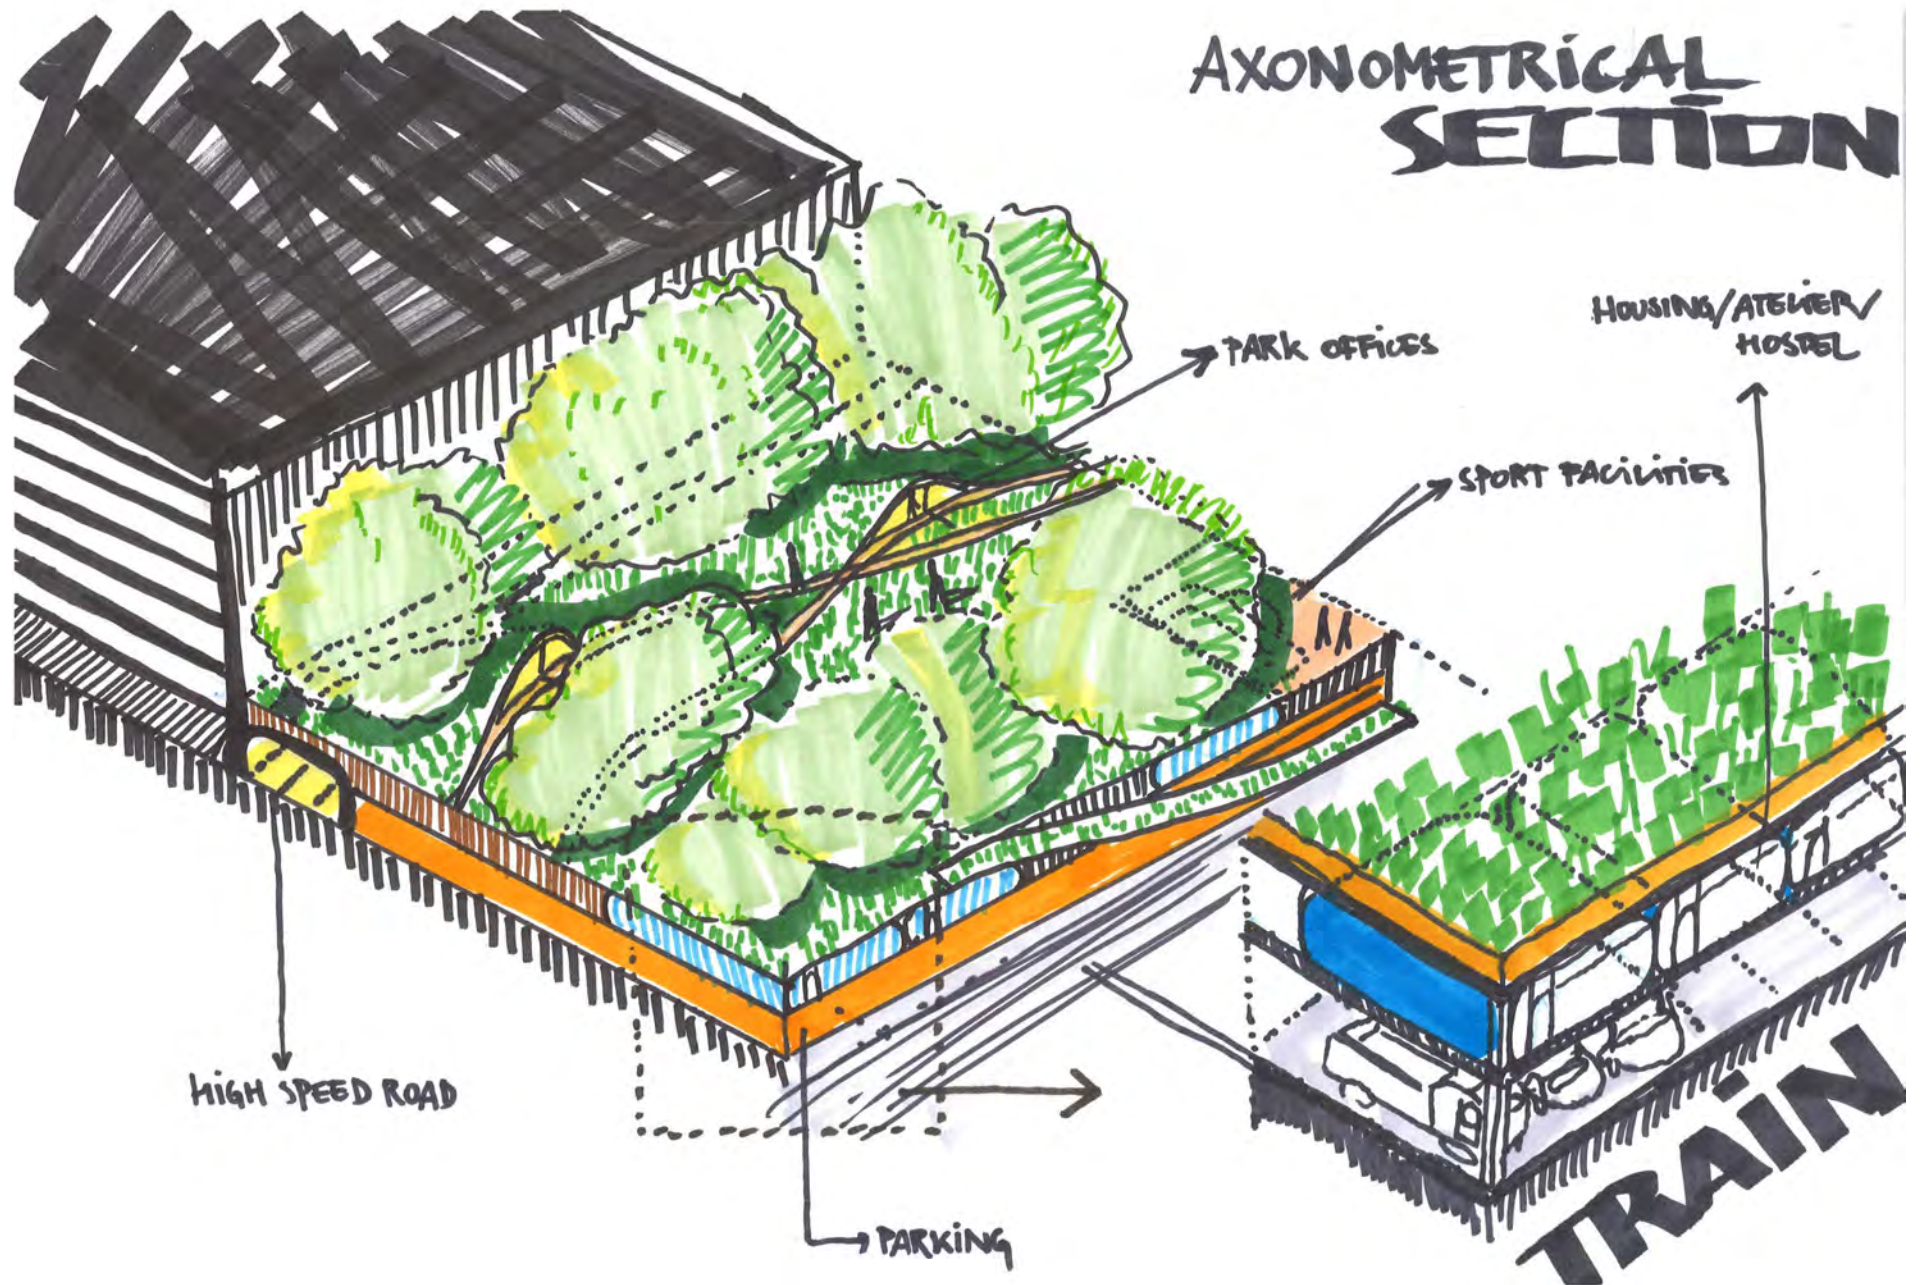 AXONOMETRICAL
SECTION
HOUSING/ATELIER/
HOSTEL
PARK OFFICES
SPORT FACILITIES
HIGH SPEED ROAD
PARKING
TRAIN